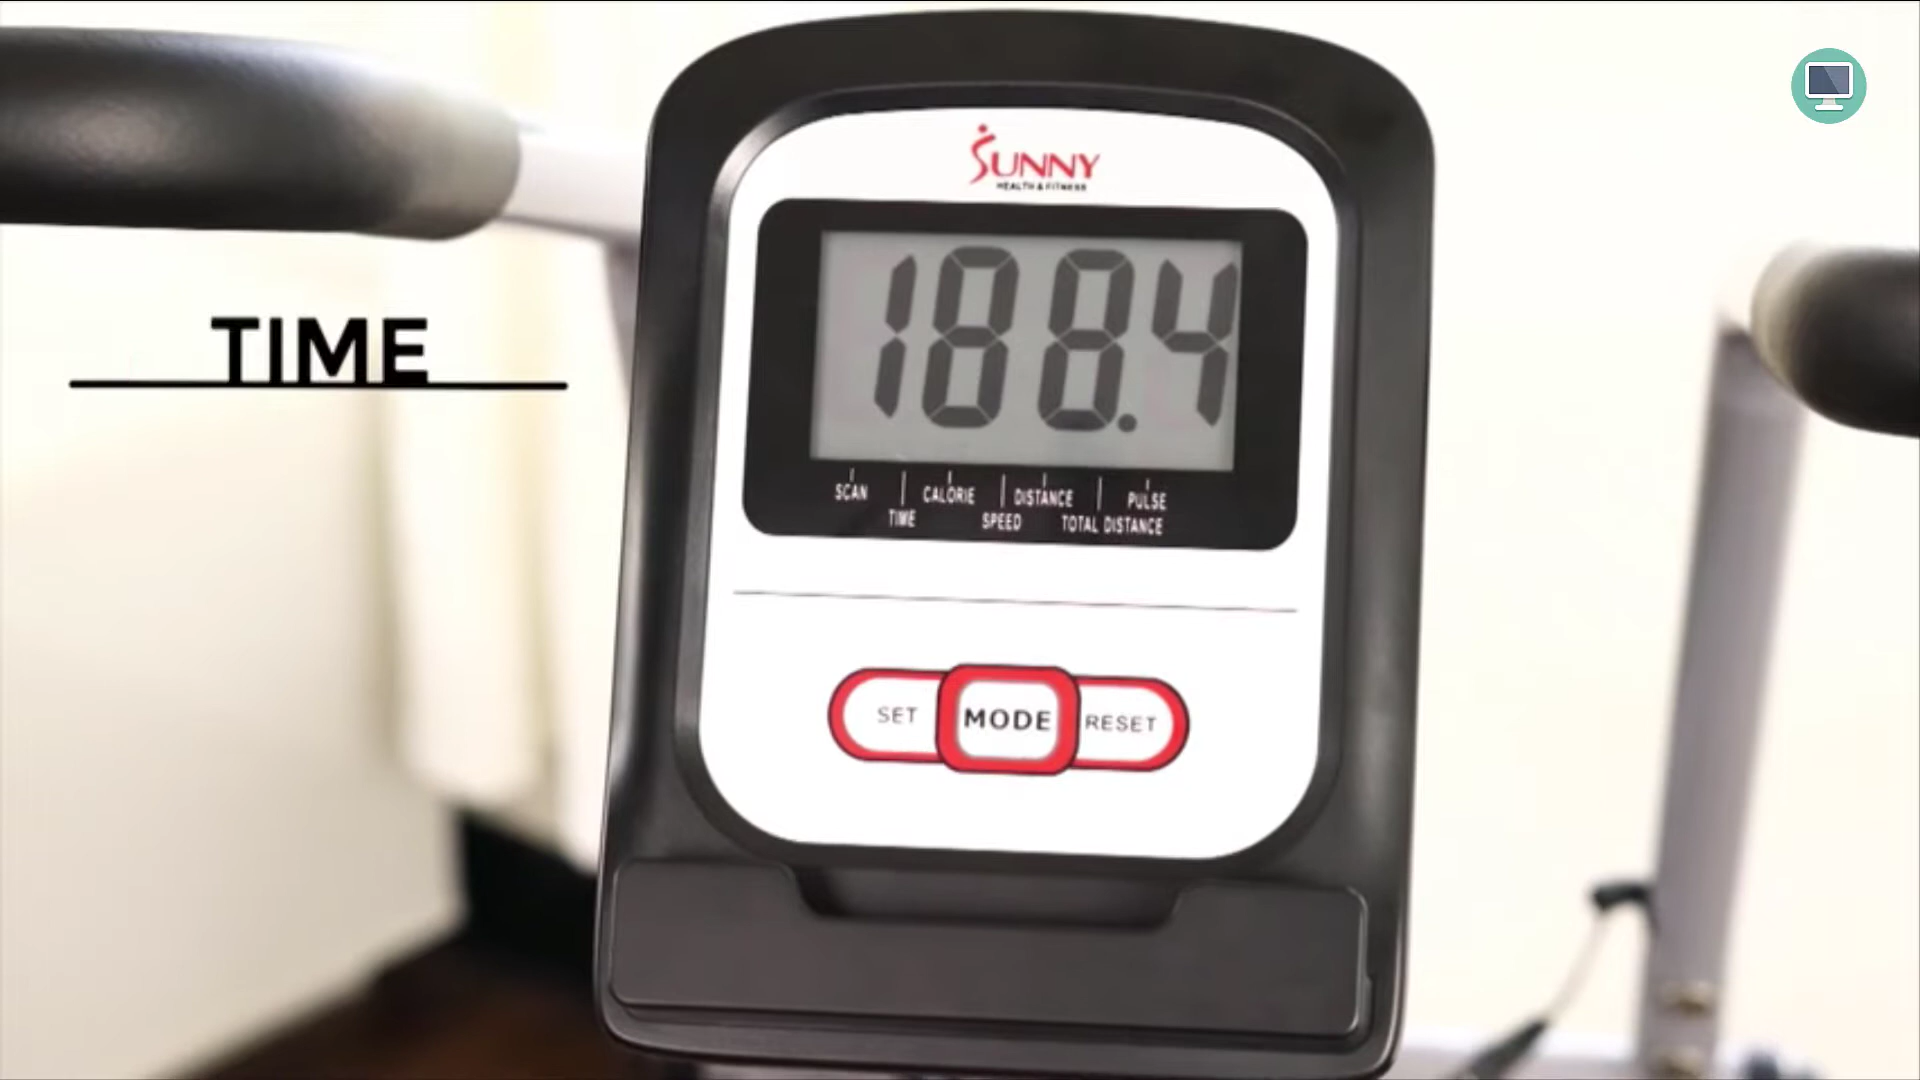 SUNNY
HEALTH & FITNESS
188.4
TIME
SCAN CALORIE DISTANCE PULSE
TIME SPEED TOTAL DISTANCE
SET MODE RESET